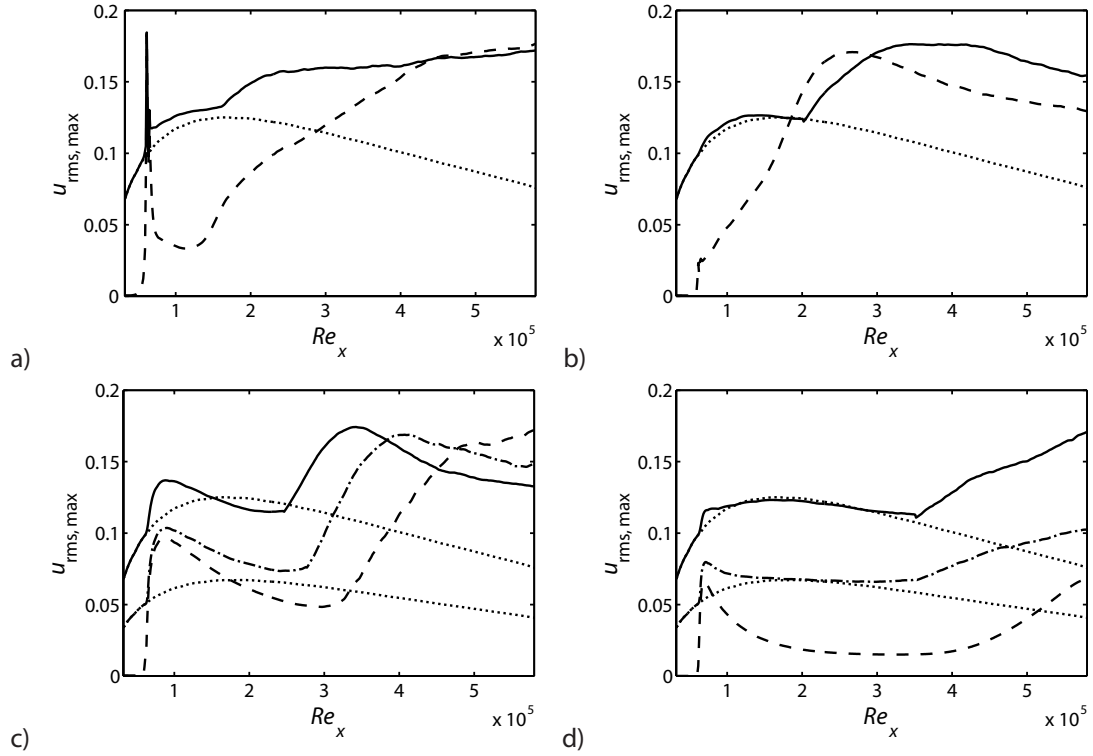 0.2
0.15
0.1
0.05
0
u_rms, max
1 2 3 4 5
Re_x
x 10^5
a)
0.2
0.15
0.1
0.05
0
u_rms, max
1 2 3 4 5
Re_x
x 10^5
b)
0.2
0.15
0.1
0.05
0
u_rms, max
1 2 3 4 5
Re_x
x 10^5
c)
0.2
0.15
0.1
0.05
0
u_rms, max
1 2 3 4 5
Re_x
x 10^5
d)